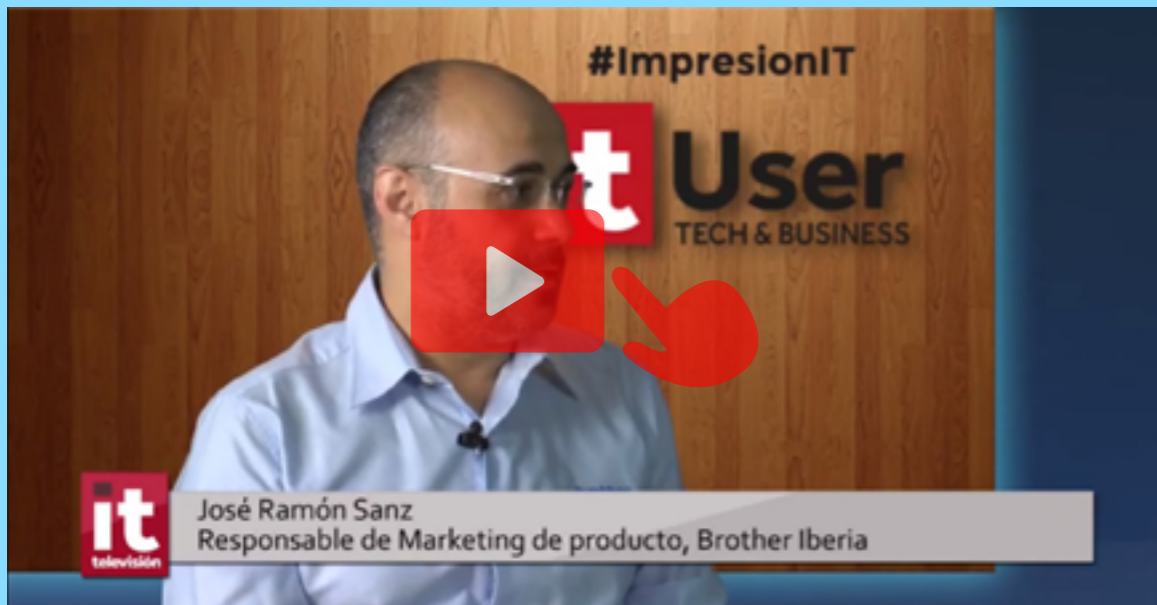 #ImpresionIT
it User
TECH & BUSINESS
José Ramón Sanz
Responsable de Marketing de producto, Brother Iberia
it
televisión